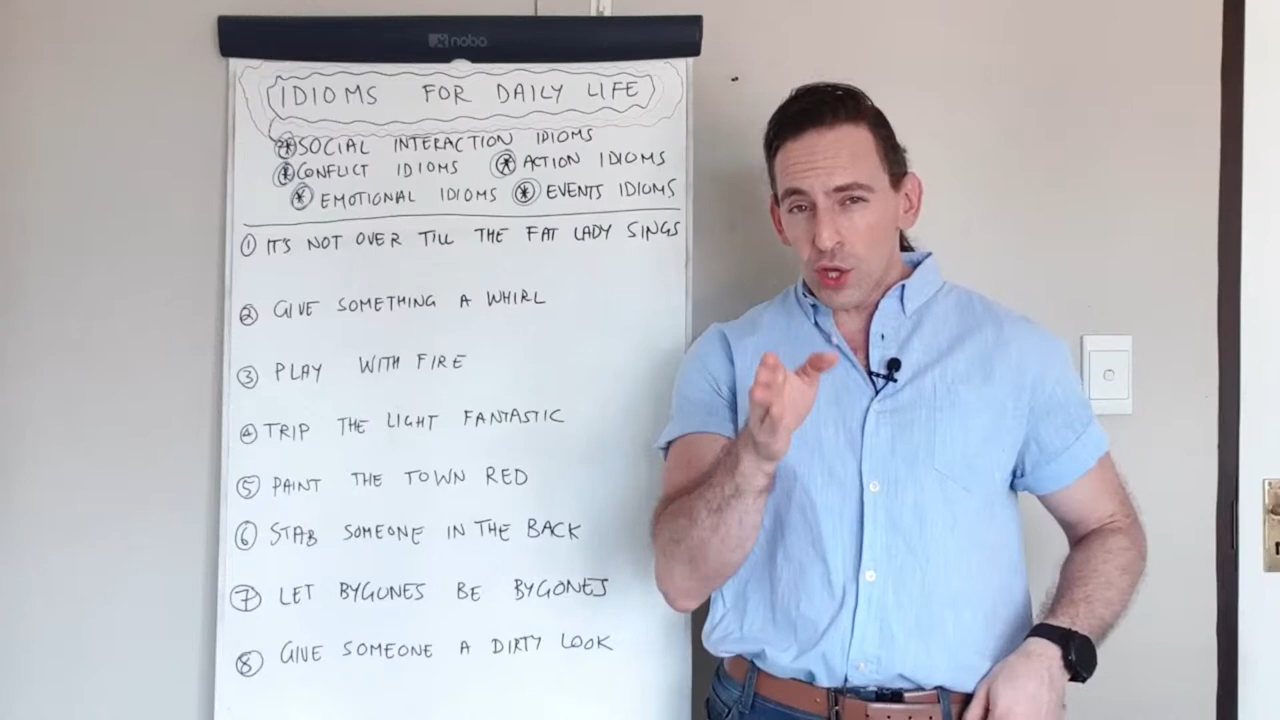 nobo
IDIOMS FOR DAILY LIFE
* SOCIAL INTERACTION IDIOMS
* CONFLICT IDIOMS * ACTION IDIOMS
* EMOTIONAL IDIOMS * EVENTS IDIOMS
1 IT'S NOT OVER TILL THE FAT LADY SINGS
2 GIVE SOMETHING A WHIRL
3 PLAY WITH FIRE
4 TRIP THE LIGHT FANTASTIC
5 PAINT THE TOWN RED
6 STAB SOMEONE IN THE BACK
7 LET BYGONES BE BYGONES
8 GIVE SOMEONE A DIRTY LOOK